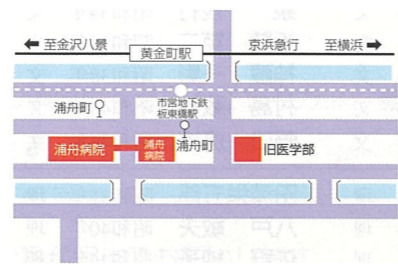 ← 至金沢八景
京浜急行
至横浜 →
黄金町駅
浦舟町
市営地下鉄
板東橋駅
浦舟病院
浦舟
病院
浦舟町
旧医学部